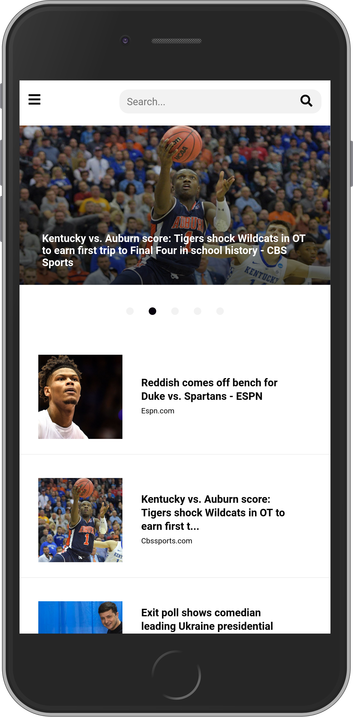 Search...
Kentucky vs. Auburn score: Tigers shock Wildcats in OT
to earn first trip to Final Four in school history - CBS
Sports
Reddish comes off bench for
Duke vs. Spartans - ESPN
Espn.com
Kentucky vs. Auburn score:
Tigers shock Wildcats in OT to
earn first t...
Cbssports.com
Exit poll shows comedian
leading Ukraine presidential